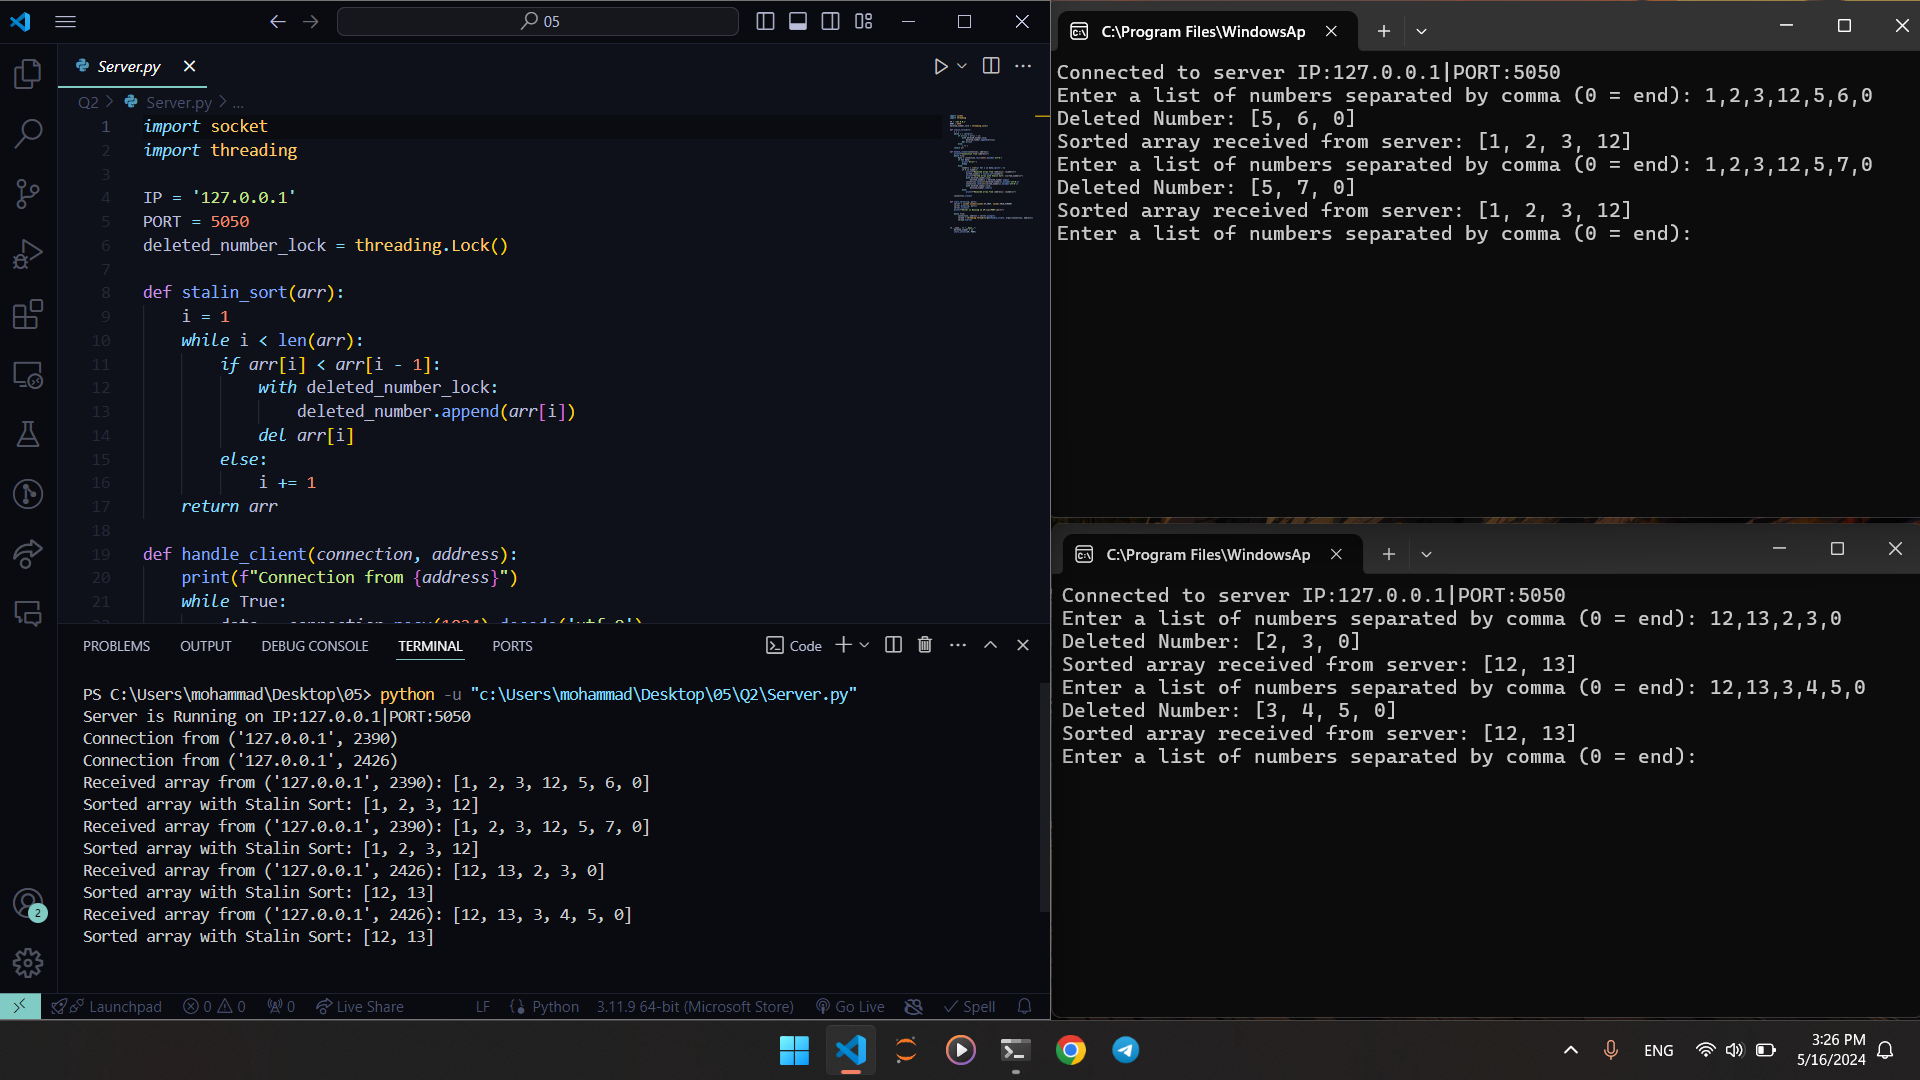 05
Server.py
Q2 > Server.py > ...
1 import socket
2 import threading
3
4 IP = '127.0.0.1'
5 PORT = 5050
6 deleted_number_lock = threading.Lock()
7
8 def stalin_sort(arr):
9 i = 1
10 while i < len(arr):
11 if arr[i] < arr[i - 1]:
12 with deleted_number_lock:
13 deleted_number.append(arr[i])
14 del arr[i]
15 else:
16 i += 1
17 return arr
18
19 def handle_client(connection, address):
20 print(f"Connection from {address}")
21 while True:
PROBLEMS OUTPUT DEBUG CONSOLE TERMINAL PORTS Code
PS C:\Users\mohammad\Desktop\05> python -u "c:\Users\mohammad\Desktop\05\Q2\Server.py"
Server is Running on IP:127.0.0.1|PORT:5050
Connection from ('127.0.0.1', 2390)
Connection from ('127.0.0.1', 2426)
Received array from ('127.0.0.1', 2390): [1, 2, 3, 12, 5, 6, 0]
Sorted array with Stalin Sort: [1, 2, 3, 12]
Received array from ('127.0.0.1', 2390): [1, 2, 3, 12, 5, 7, 0]
Sorted array with Stalin Sort: [1, 2, 3, 12]
Received array from ('127.0.0.1', 2426): [12, 13, 2, 3, 0]
Sorted array with Stalin Sort: [12, 13]
Received array from ('127.0.0.1', 2426): [12, 13, 3, 4, 5, 0]
Sorted array with Stalin Sort: [12, 13]
2
Launchpad 0 0 0 Live Share LF Python 3.11.9 64-bit (Microsoft Store) Go Live Spell
C:\Program Files\WindowsAp
Connected to server IP:127.0.0.1|PORT:5050
Enter a list of numbers separated by comma (0 = end): 1,2,3,12,5,6,0
Deleted Number: [5, 6, 0]
Sorted array received from server: [1, 2, 3, 12]
Enter a list of numbers separated by comma (0 = end): 1,2,3,12,5,7,0
Deleted Number: [5, 7, 0]
Sorted array received from server: [1, 2, 3, 12]
Enter a list of numbers separated by comma (0 = end):
C:\Program Files\WindowsAp
Connected to server IP:127.0.0.1|PORT:5050
Enter a list of numbers separated by comma (0 = end): 12,13,2,3,0
Deleted Number: [2, 3, 0]
Sorted array received from server: [12, 13]
Enter a list of numbers separated by comma (0 = end): 12,13,3,4,5,0
Deleted Number: [3, 4, 5, 0]
Sorted array received from server: [12, 13]
Enter a list of numbers separated by comma (0 = end):
ENG
3:26 PM
5/16/2024